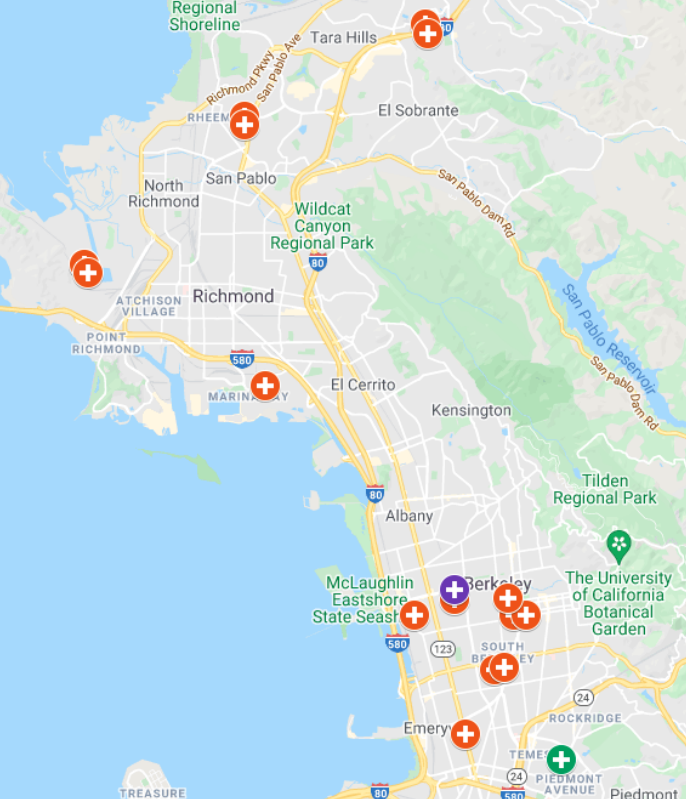 Regional
Shoreline
Tara Hills
80
Richmond Pkwy
San Pablo Ave
El Sobrante
RHEEM
San Pablo
San Pablo Dam Rd
North
Richmond
Wildcat
Canyon
Regional Park
80
Richmond
ATCHISON
VILLAGE
San Pablo Reservoir
POINT
RICHMOND
580
San Pablo Dam Rd
El Cerrito
MARINA BAY
Kensington
Tilden
Regional Park
80
Albany
McLaughlin
Eastshore
State Seash
Berkeley
The University
of California
Botanical
Garden
580
123
SOUTH
BERKELEY
24
ROCKRIDGE
Emery
TEMES
24
PIEDMONT
AVENUE
TREASURE
80
580
Piedmont